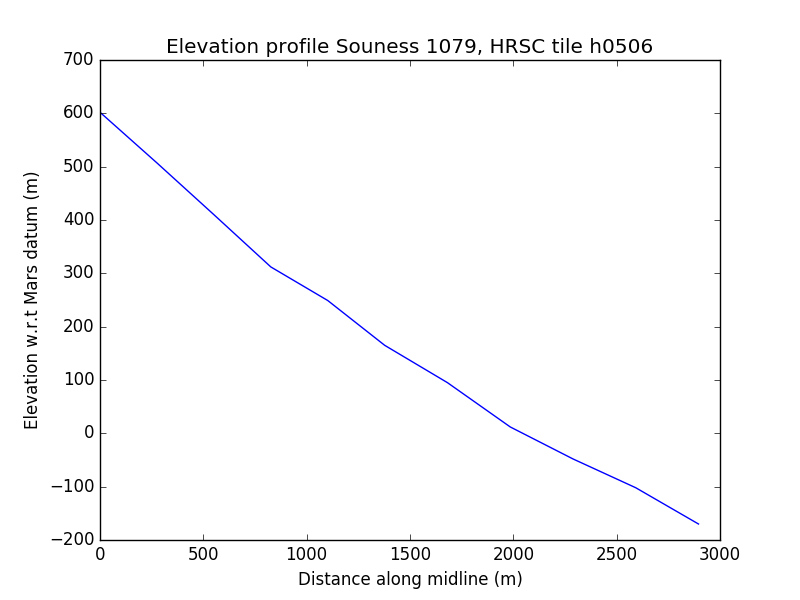 Elevation profile Souness 1079, HRSC tile h0506
700
600
500
400
300
200
100
0
−100
−200
Elevation w.r.t Mars datum (m)
0 500 1000 1500 2000 2500 3000
Distance along midline (m)